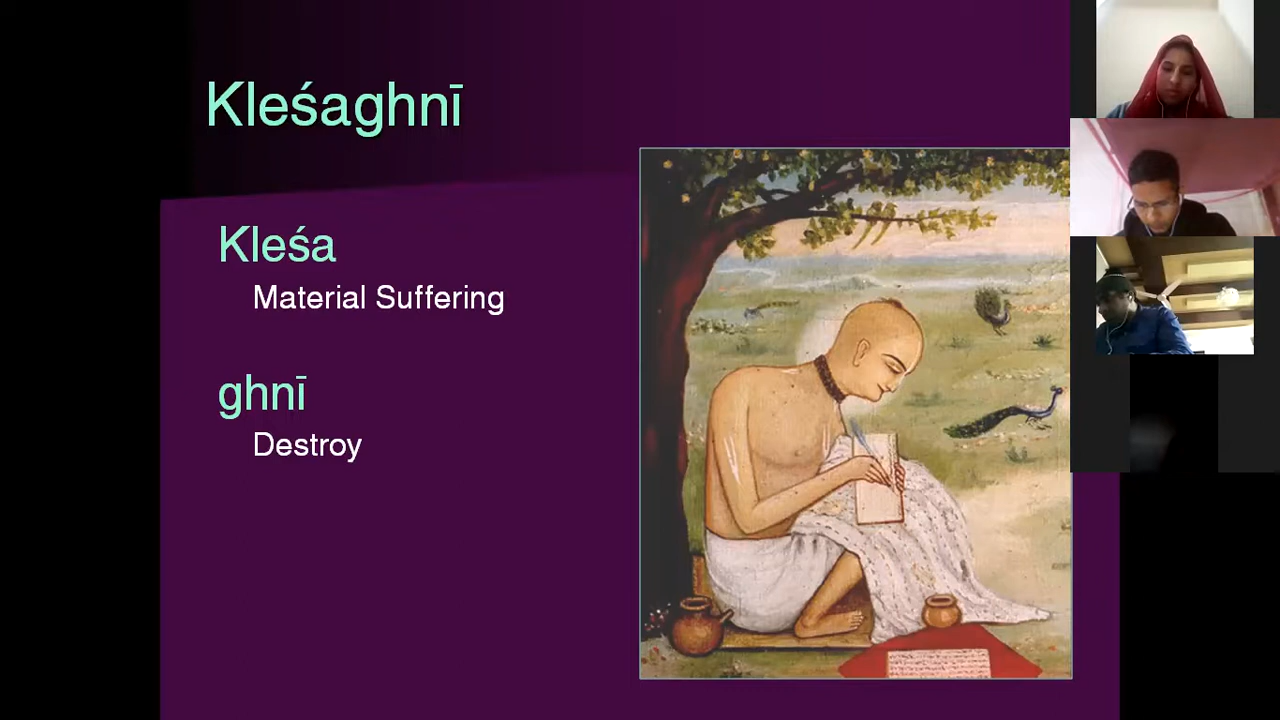 Kleśaghnī
Kleśa
Material Suffering
ghnī
Destroy